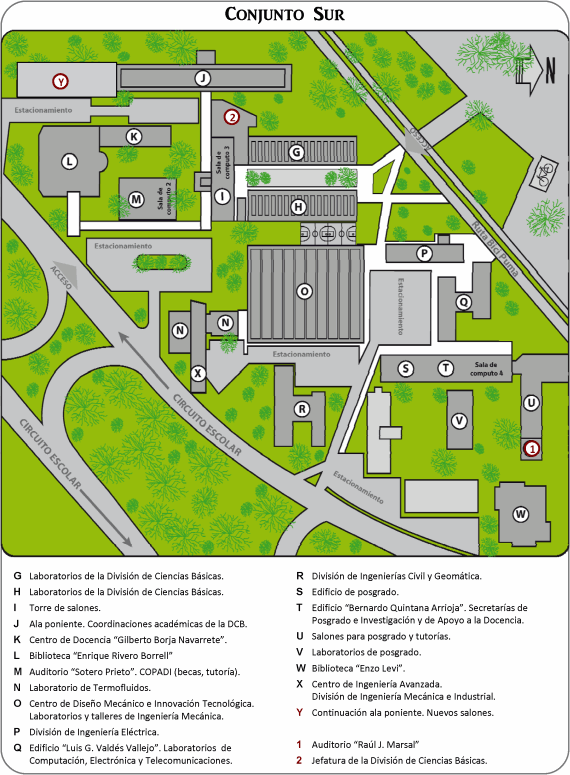 CONJUNTO SUR
N
Y
J
Estacionamiento
2
ACCESO
K
G
L
Sala de
computo 3
M
Sala de
computo 2
I
H
Ruta Bici Puma
Estacionamiento
P
ACCESO
O
Estacionamiento
Q
N
N
Estacionamiento
X
S
T
Sala de
computo 4
CIRCUITO ESCOLAR
R
V
U
CIRCUITO ESCOLAR
1
Estacionamiento
W
G Laboratorios de la División de Ciencias Básicas.
H Laboratorios de la División de Ciencias Básicas.
I Torre de salones.
J Ala poniente. Coordinaciones académicas de la DCB.
K Centro de Docencia “Gilberto Borja Navarrete”.
L Biblioteca “Enrique Rivero Borrell”
M Auditorio “Sotero Prieto”. COPADI (becas, tutoría).
N Laboratorio de Termofluidos.
O Centro de Diseño Mecánico e Innovación Tecnológica.
Laboratorios y talleres de Ingeniería Mecánica.
P División de Ingeniería Eléctrica.
Q Edificio “Luis G. Valdés Vallejo”. Laboratorios de
Computación, Electrónica y Telecomunicaciones.
R División de Ingenierías Civil y Geomática.
S Edificio de posgrado.
T Edificio “Bernardo Quintana Arrioja”. Secretarías de
Posgrado e Investigación y de Apoyo a la Docencia.
U Salones para posgrado y tutorías.
V Laboratorios de posgrado.
W Biblioteca “Enzo Levi”.
X Centro de Ingeniería Avanzada.
División de Ingeniería Mecánica e Industrial.
Y Continuación ala poniente. Nuevos salones.
1 Auditorio “Raúl J. Marsal”
2 Jefatura de la División de Ciencias Básicas.